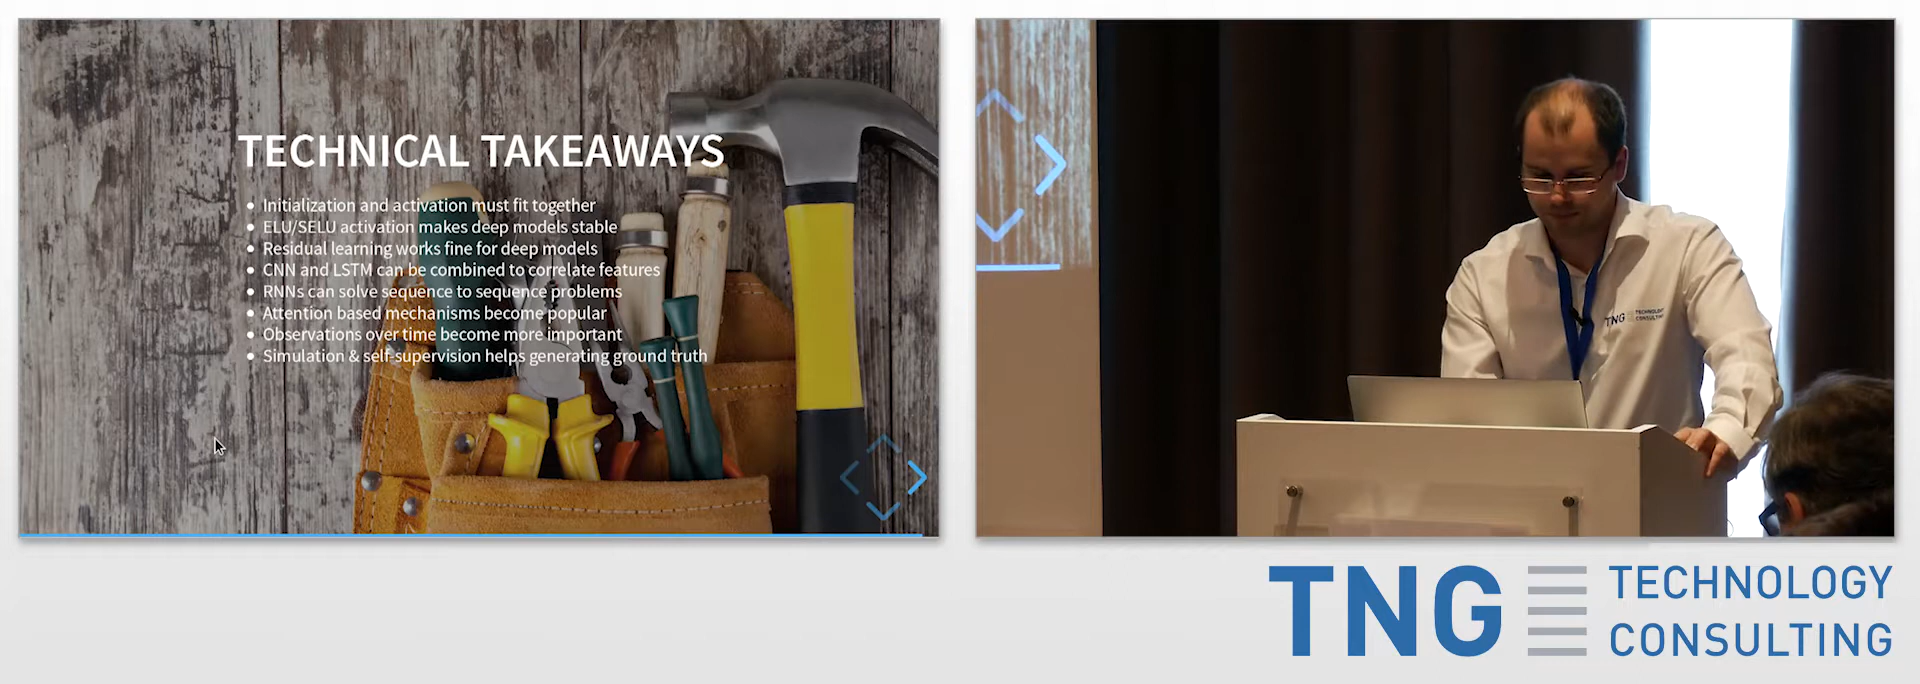 TECHNICAL TAKEAWAYS
Initialization and activation must fit together
ELU/SELU activation makes deep models stable
Residual learning works fine for deep models
CNN and LSTM can be combined to correlate features
RNNs can solve sequence to sequence problems
Attention based mechanisms become popular
Observations over time become more important
Simulation & self-supervision helps generating ground truth
TNG TECHNOLOGY
CONSULTING
TNG TECHNOLOGY
CONSULTING